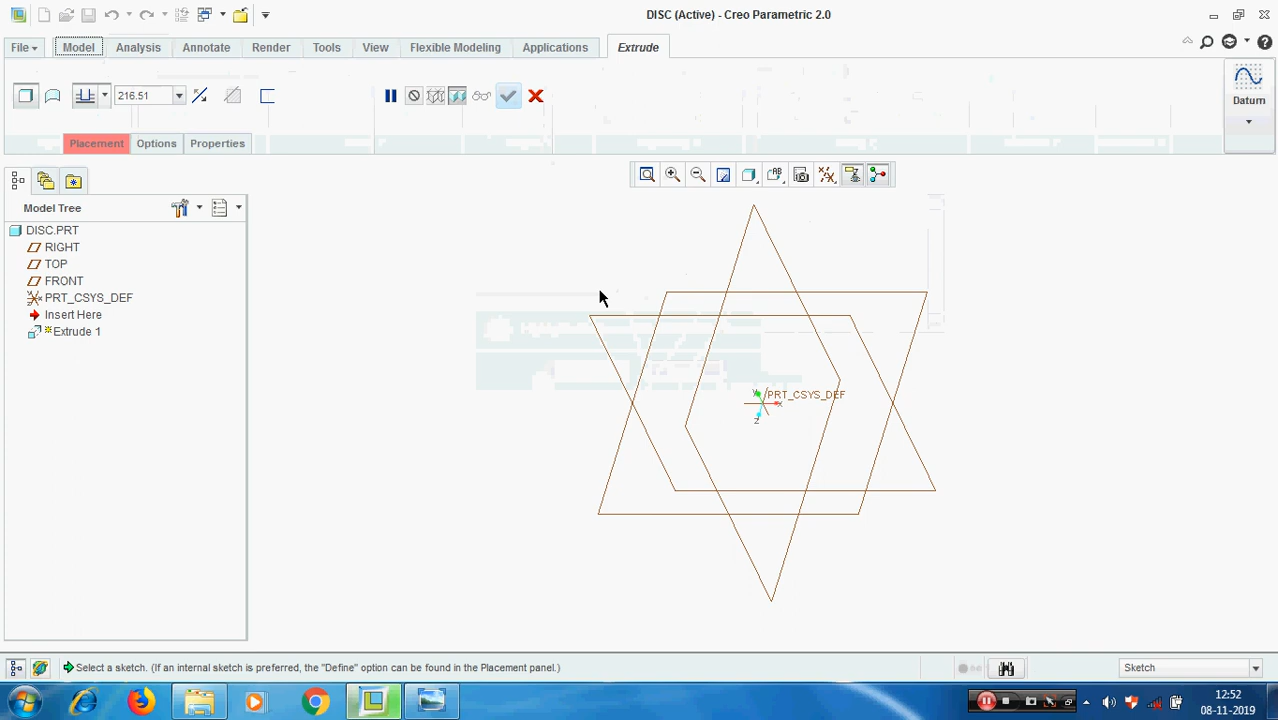 DISC (Active) - Creo Parametric 2.0
File Model Analysis Annotate Render Tools View Flexible Modeling Applications Extrude
216.51
Datum
Placement Options Properties
Model Tree
DISC.PRT
RIGHT
TOP
FRONT
PRT_CSYS_DEF
Insert Here
Extrude 1
Y PRT_CSYS_DEF
X
Z
Select a sketch. (If an internal sketch is preferred, the "Define" option can be found in the Placement panel.)
Sketch
12:52
08-11-2019